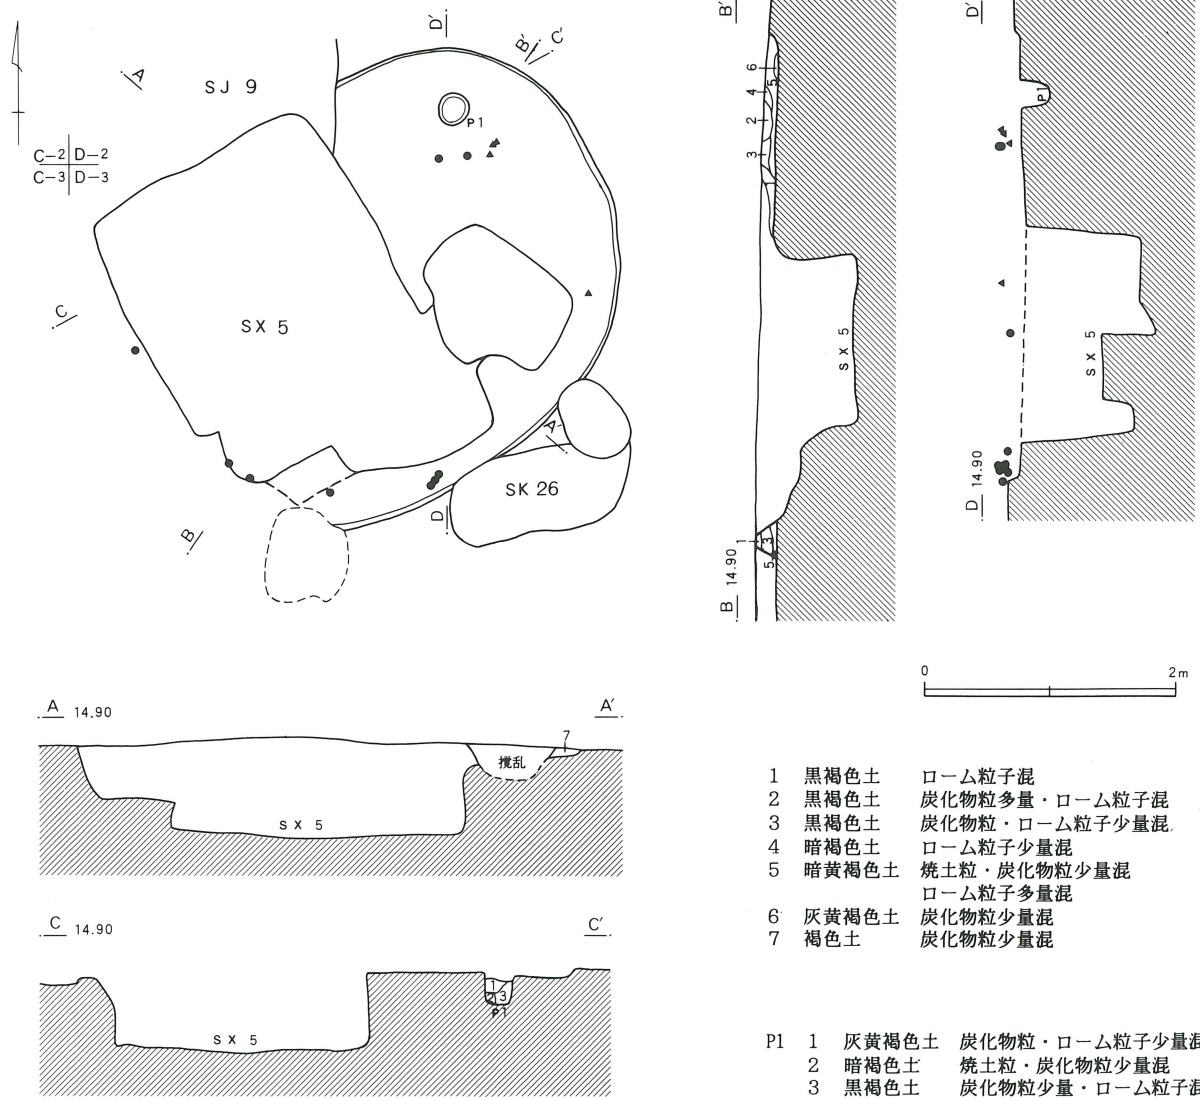 A
SJ 9
D′
B′
C′
P1
C-2 D-2
C-3 D-3
C
SX 5
A′
SK 26
B
D
B′
6
5
4
2
3
SX 5
1
3
5
B 14.90
D′
P1
SX 5
D 14.90
0 2m
A 14.90 A′
7
撹乱
SX 5
C 14.90 C′
1
2 3
P1
SX 5
1 黒褐色土 ローム粒子混
2 黒褐色土 炭化物粒多量・ローム粒子混
3 黒褐色土 炭化物粒・ローム粒子少量混
4 暗褐色土 ローム粒子少量混
5 暗黄褐色土 焼土粒・炭化物粒少量混
ローム粒子多量混
6 灰黄褐色土 炭化物粒少量混
7 褐色土 炭化物粒少量混
P1 1 灰黄褐色土 炭化物粒・ローム粒子少量混
2 暗褐色土 焼土粒・炭化物粒少量混
3 黒褐色土 炭化物粒少量・ローム粒子混